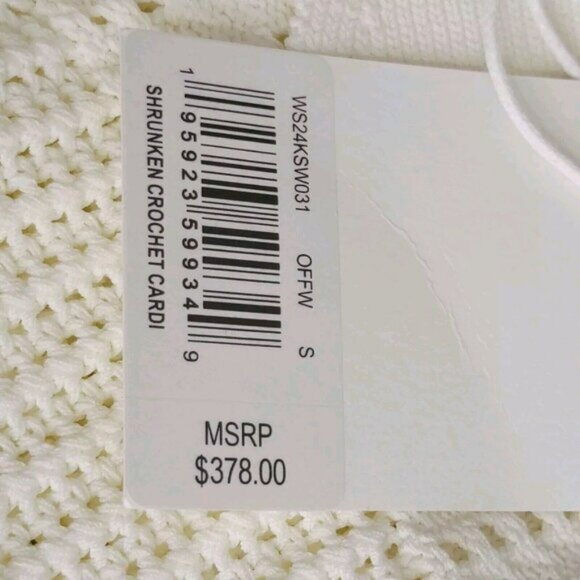 WS24KSW031 OFFW S
1 95923 59934 9
SHRUNKEN CROCHET CARDI
MSRP
$378.00